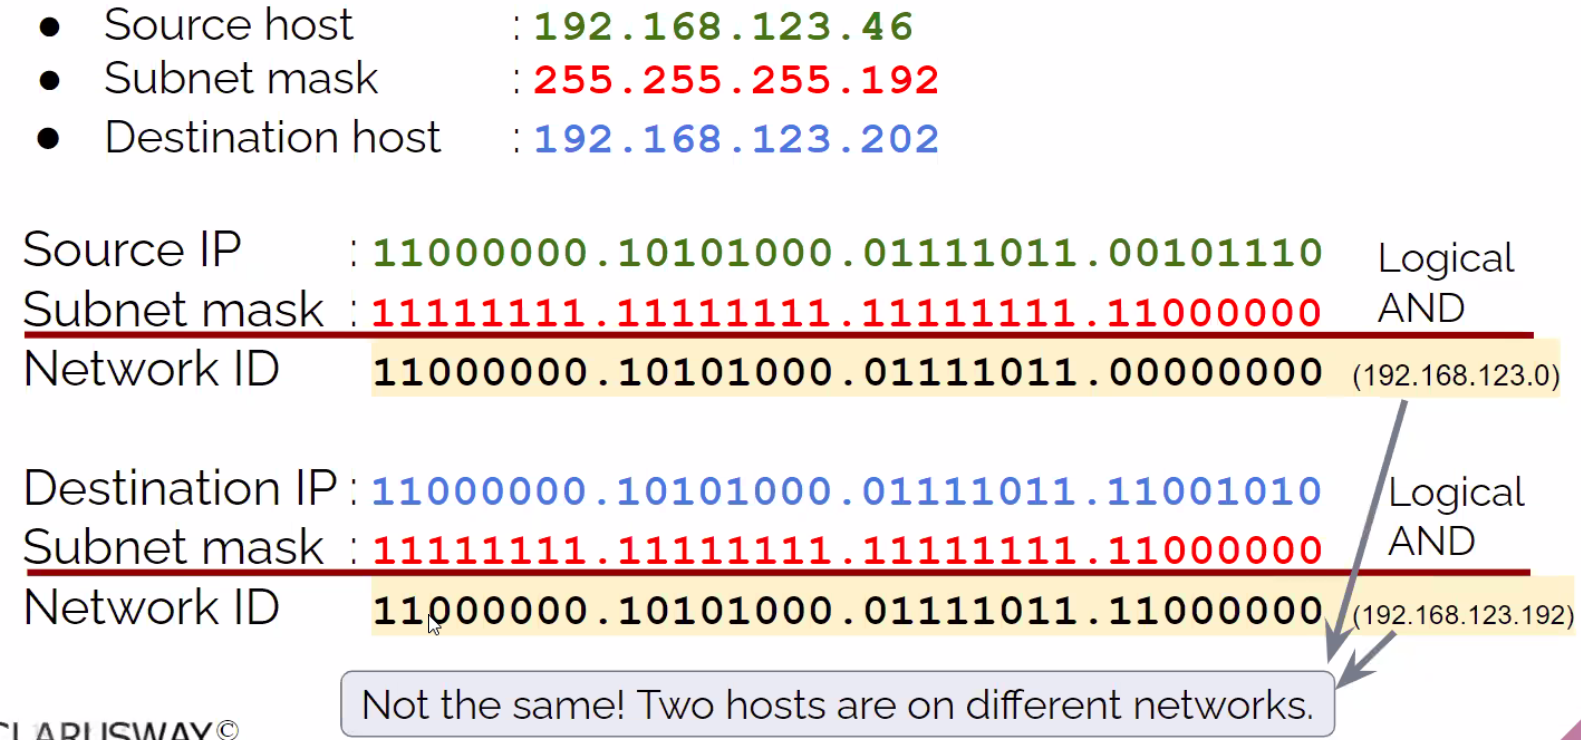 ● Source host : 192.168.123.46
● Subnet mask : 255.255.255.192
● Destination host : 192.168.123.202
Source IP : 11000000.10101000.01111011.00101110 Logical
Subnet mask : 11111111.11111111.11111111.11000000 AND
Network ID 11000000.10101000.01111011.00000000 (192.168.123.0)
Destination IP : 11000000.10101000.01111011.11001010 Logical
Subnet mask : 11111111.11111111.11111111.11000000 AND
Network ID 11000000.10101000.01111011.11000000 (192.168.123.192)
Not the same! Two hosts are on different networks.
CLARUSWAY©